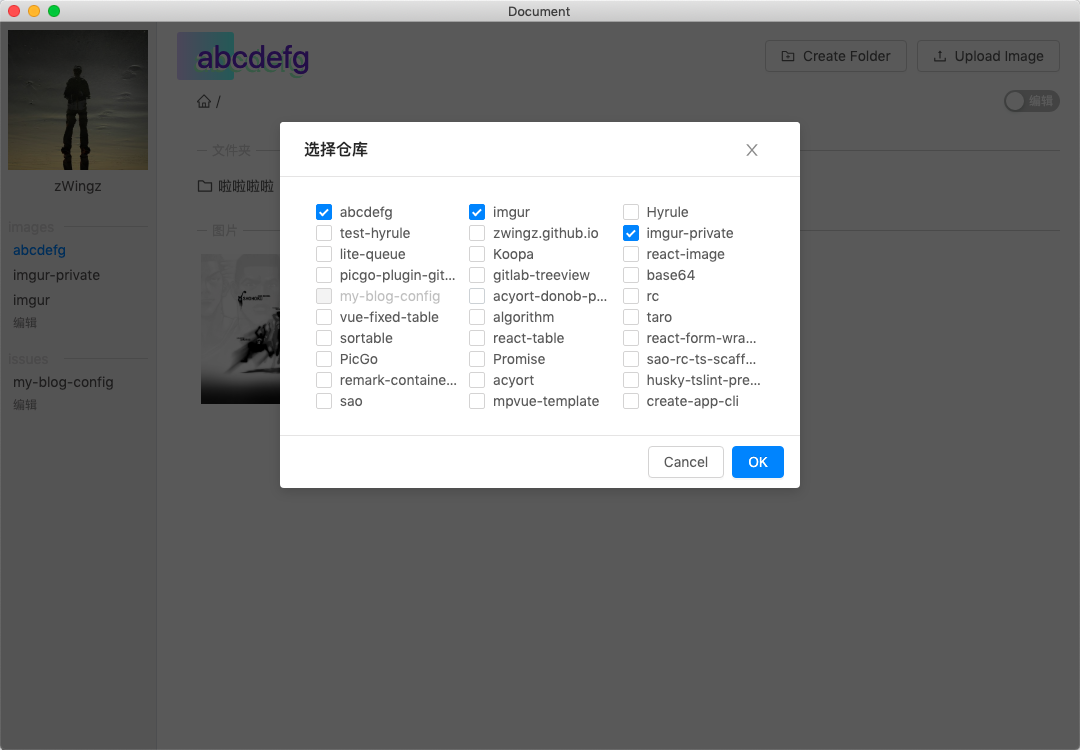 Document
abcdefg
Create Folder
Upload Image
/
编辑
zWingz
文件夹
啦啦啦啦
images
abcdefg
imgur-private
imgur
编辑
图片
issues
my-blog-config
编辑
选择仓库
abcdefg imgur Hyrule
test-hyrule zwingz.github.io imgur-private
lite-queue Koopa react-image
picgo-plugin-git... gitlab-treeview base64
my-blog-config acyort-donob-p... rc
vue-fixed-table algorithm taro
sortable react-table react-form-wra...
PicGo Promise sao-rc-ts-scaff...
remark-containe... acyort husky-tslint-pre...
sao mpvue-template create-app-cli
Cancel OK